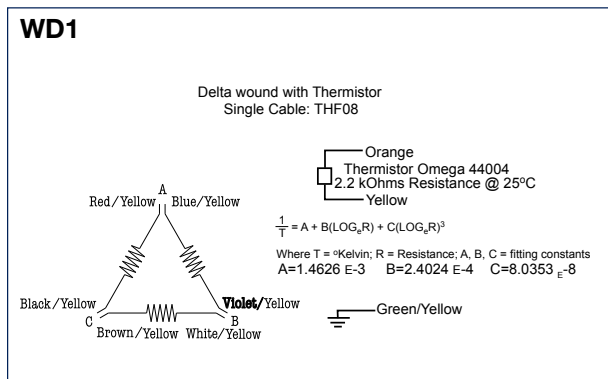 WD1
Delta wound with Thermistor
Single Cable: THF08
Orange
Thermistor Omega 44004
2.2 kOhms Resistance @ 25°C
Yellow
A
Red/Yellow Blue/Yellow
1/T = A + B(LOGeR) + C(LOGeR)³
Where T = °Kelvin; R = Resistance; A, B, C = fitting constants
A=1.4626 E-3 B=2.4024 E-4 C=8.0353 E-8
Black/Yellow Violet/Yellow
C B
Brown/Yellow White/Yellow
Green/Yellow